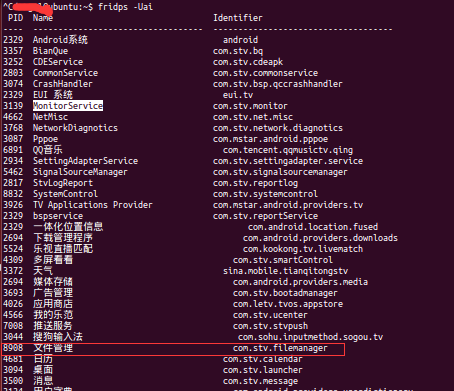 ubuntu:~$ fridps -Uai
PID Name Identifier
---- -------------------------------- ----------------------------------
2329 Android系统 android
3357 BianQue com.stv.bq
3252 CDEService com.stv.cdeapk
2803 CommonService com.stv.commonservice
3074 CrashHandler com.stv.bsp.qccrashhandler
2329 EUI 系统 eui.tv
3139 MonitorService com.stv.monitor
4662 NetMisc com.stv.net.misc
3768 NetworkDiagnotics com.stv.network.diagnotics
3087 Pppoe com.mstar.android.pppoe
6891 QQ音乐 com.tencent.qqmusictv.qing
2934 SettingAdapterService com.stv.settingadapter.service
5462 SignalSourceManager com.stv.signalsourcemanager
2817 StvLogReport com.stv.reportlog
8832 SystemControl com.stv.systemcontrol
3926 TV Applications Provider com.mstar.android.providers.tv
2329 bspservice com.stv.reportService
2329 一体化位置信息 com.android.location.fused
2694 下载管理程序 com.android.providers.downloads
5524 乐视直播匹配 com.kookong.tv.livematch
4309 多屏看看 com.stv.smartControl
3372 天气 sina.mobile.tianqitongstv
2694 媒体存储 com.android.providers.media
3693 广告管理 com.stv.bootadmanager
4026 应用商店 com.letv.tvos.appstore
4566 我的乐范 com.stv.ucenter
7008 推送服务 com.stv.stvpush
3044 搜狗输入法 com.sohu.inputmethod.sogou.tv
8908 文件管理 com.stv.filemanager
4681 日历 com.stv.calendar
3094 桌面 com.stv.launcher
3500 消息 com.stv.message